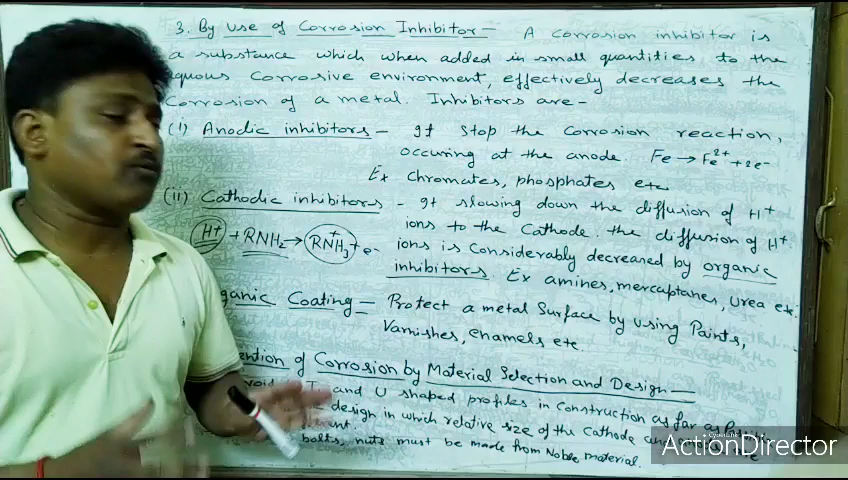 3. By use of Corrosion Inhibitor - A corrosion inhibitor is
a substance which when added in small quantities to the
aqueous Corrosive environment, effectively decreases the
Corrosion of a metal. Inhibitors are -
(i) Anodic inhibitors - It stop the corrosion reaction,
occuring at the anode. Fe → Fe²⁺ + 2e⁻
Ex chromates, phosphates etc
(ii) Cathodic inhibitors - It slowing down the diffusion of H⁺
ions to the Cathode. the diffusion of H⁺
H⁺ + RNH₂ → RNH₃⁺ + e⁻ ions is considerably decreaned by organic
inhibitors. Ex amines, mercaptanes, urea etc.
ganic Coating - Protect a metal Surface by using Paints,
Varnishes, enamels etc
ention of Corrosion by Material Selection and Design -
void and U shaped profiles in construction as far as
design in which relative size of the Cathode
bolts, nuts must be made from Noble material.
CyberLink
ActionDirector